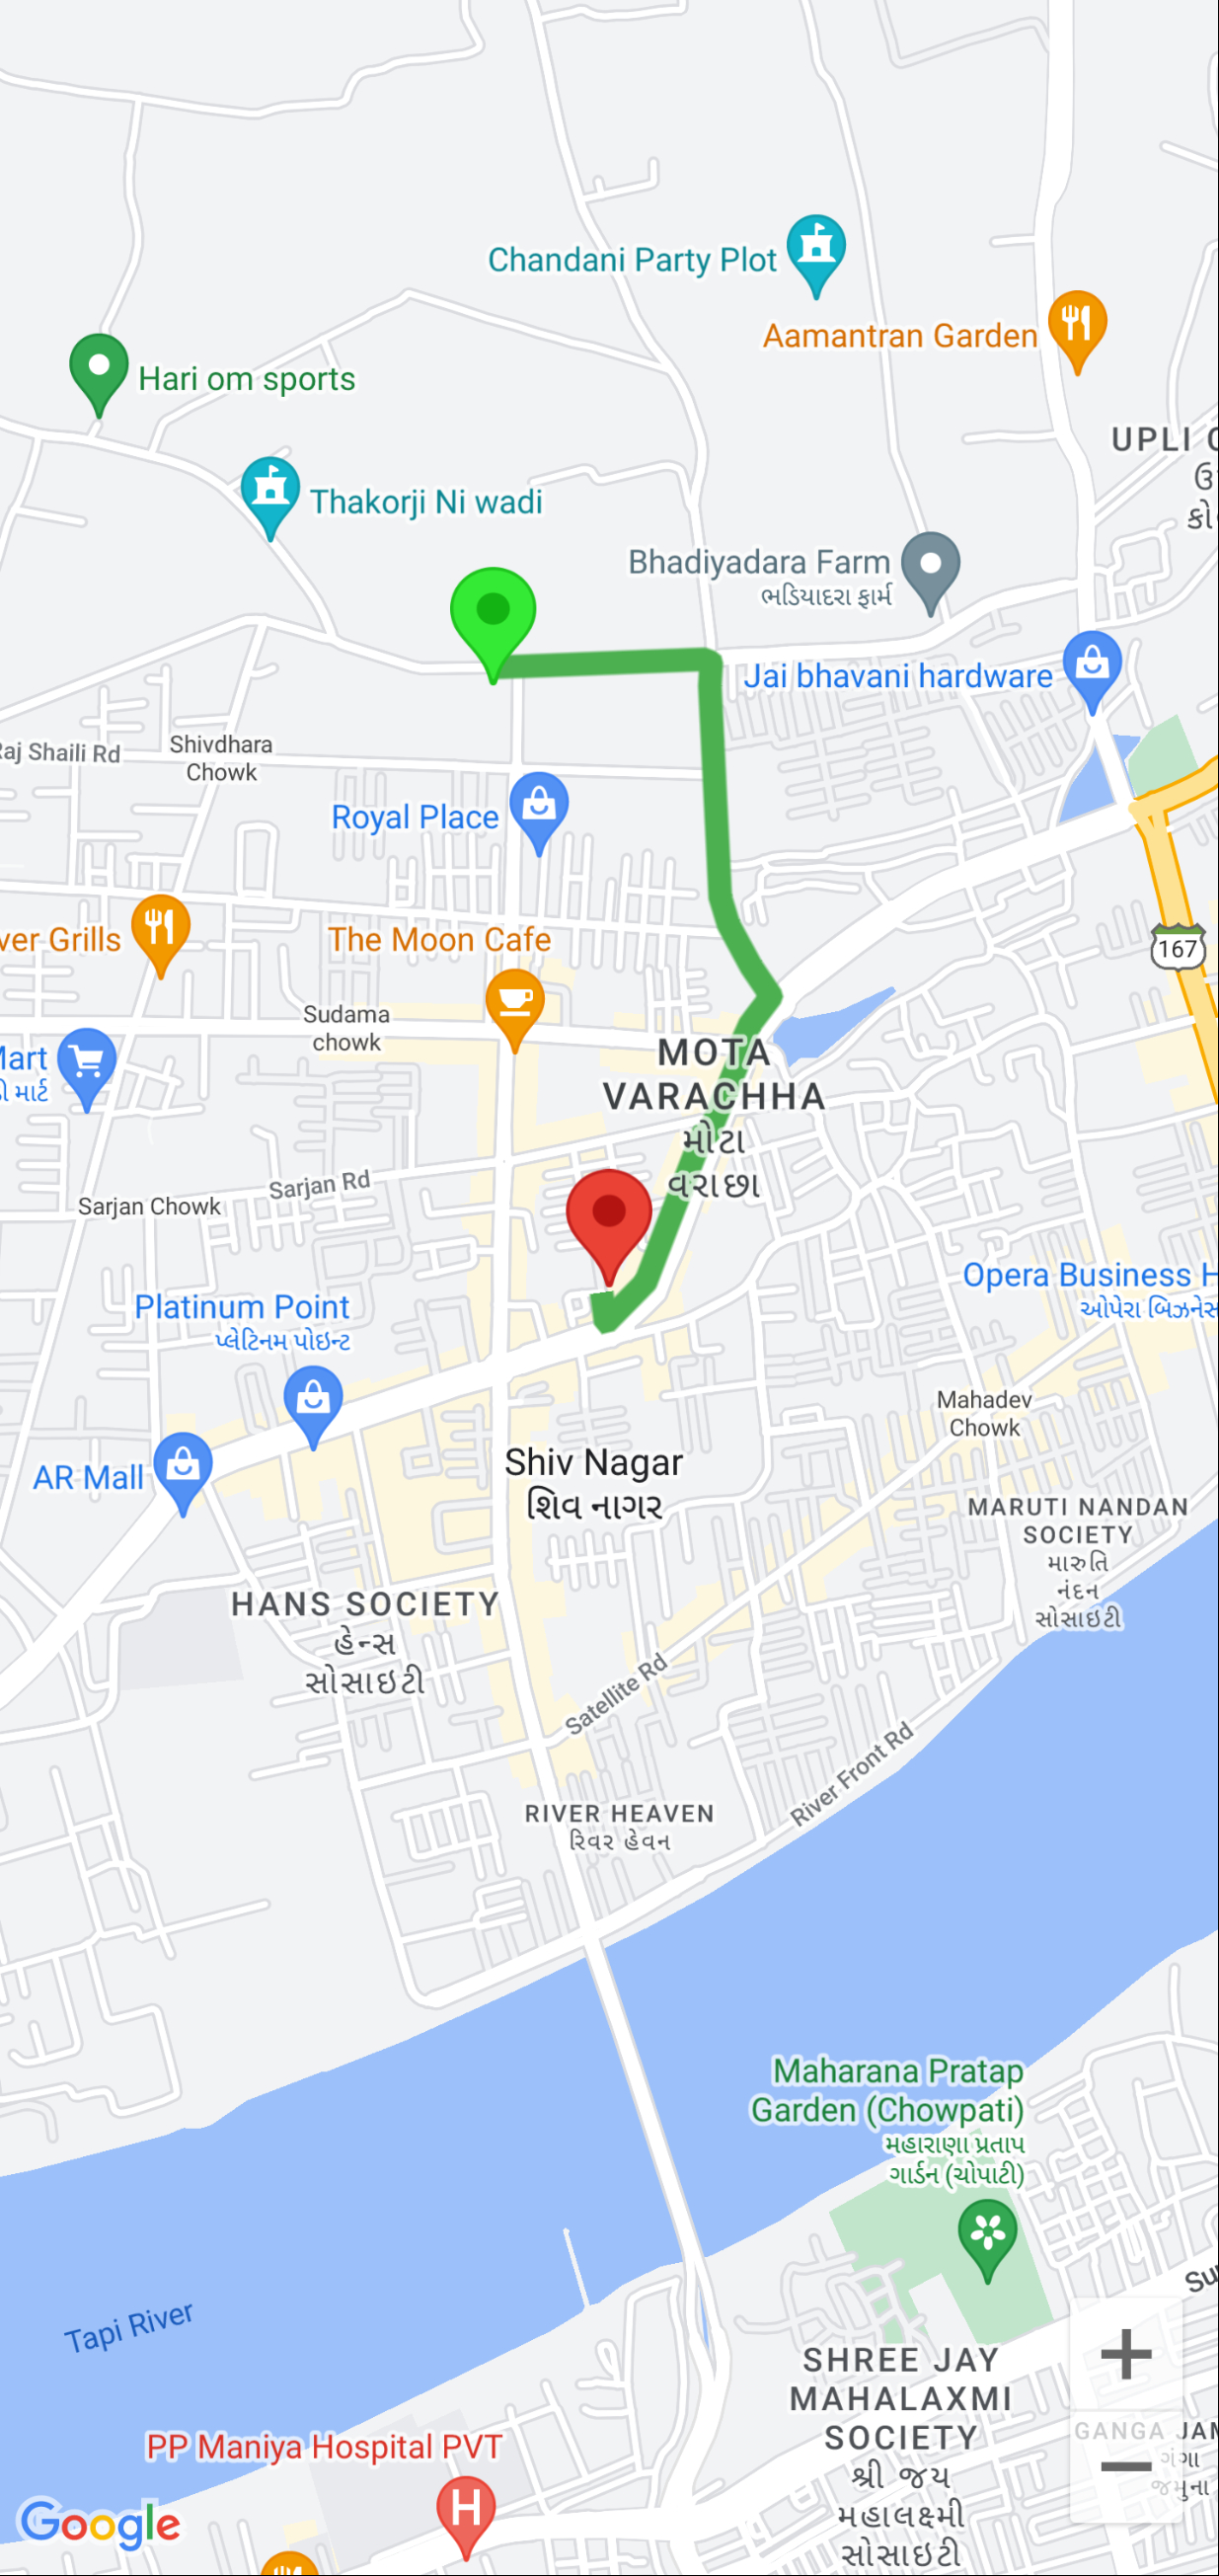 Chandani Party Plot
Aamantran Garden
Hari om sports
UPLI
Thakorji Ni wadi
Bhadiyadara Farm
ભડિયાદરા ફાર્મ
Jai bhavani hardware
Raj Shaili Rd
Shivdhara
Chowk
Royal Place
ver Grills
The Moon Cafe
167
Sudama
chowk
Mart
માર્ટ
MOTA
VARACHHA
મોટા
વરાછા
Sarjan Rd
Sarjan Chowk
Opera Business H
ઓપેરા બિઝનેસ
Platinum Point
પ્લેટિનમ પોઇન્ટ
Mahadev
Chowk
AR Mall
Shiv Nagar
શિવ નાગર
MARUTI NANDAN
SOCIETY
મારુતિ
નંદન
સોસાઇટી
HANS SOCIETY
હેન્સ
સોસાઇટી
Satellite Rd
River Front Rd
RIVER HEAVEN
રિવર હેવન
Maharana Pratap
Garden (Chowpati)
મહારાણા પ્રતાપ
ગાર્ડન (ચોપાટી)
Su
Tapi River
SHREE JAY
MAHALAXMI
SOCIETY
શ્રી જય
મહાલક્ષ્મી
સોસાઇટી
GANGA JAM
ગંગા
જમુના
PP Maniya Hospital PVT
H
Google